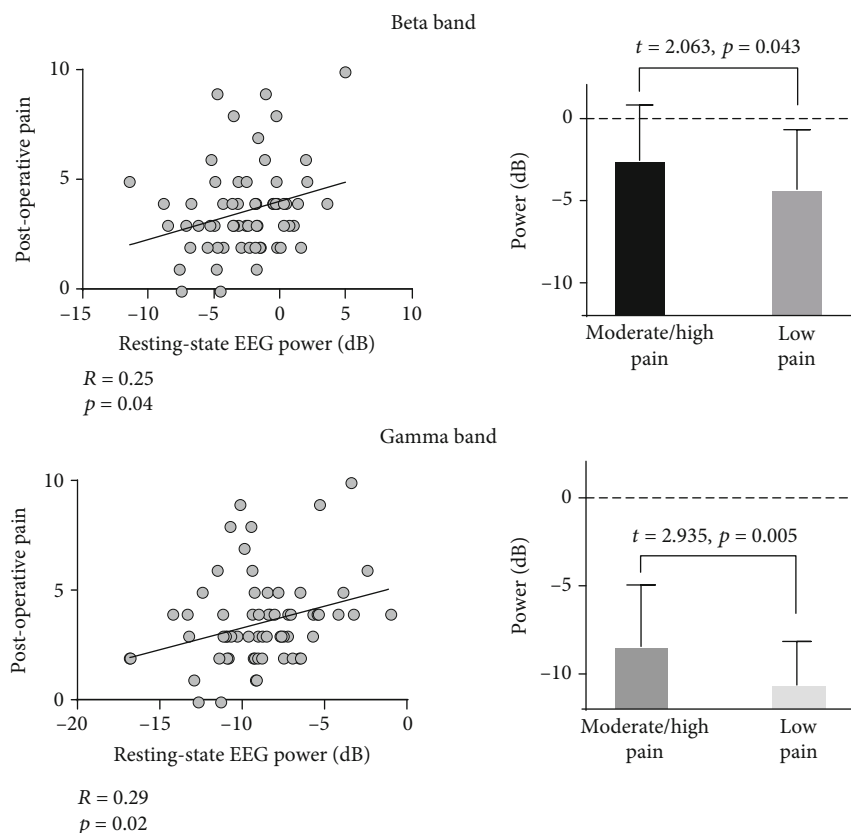 Beta band
Post-operative pain
10
5
0
–15
–10
–5
0
5
10
Resting-state EEG power (dB)
R = 0.25
p = 0.04
t = 2.063, p = 0.043
Power (dB)
0
–5
–10
Moderate/high
pain
Low
pain
Gamma band
Post-operative pain
10
5
0
–20
–15
–10
–5
0
Resting-state EEG power (dB)
R = 0.29
p = 0.02
t = 2.935, p = 0.005
Power (dB)
0
–5
–10
Moderate/high
pain
Low
pain